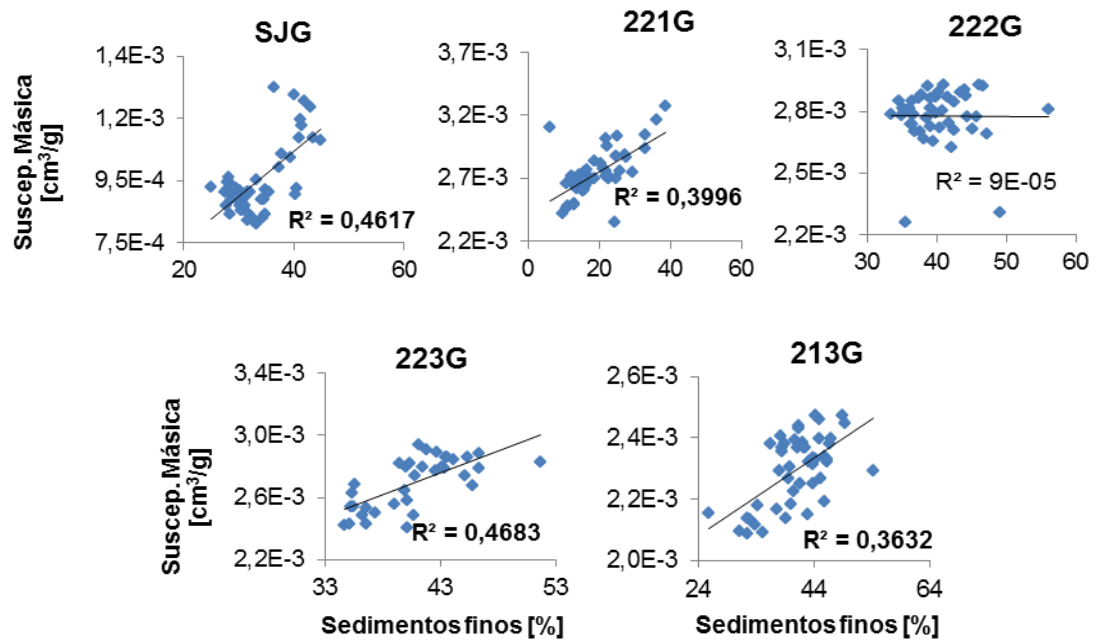 SJG
Suscep. Másica
[cm³/g]
1,4E-3
1,2E-3
9,5E-4
7,5E-4
R² = 0,4617
20 40 60
221G
3,7E-3
3,2E-3
2,7E-3
2,2E-3
R² = 0,3996
0 20 40 60
222G
3,1E-3
2,8E-3
2,5E-3
2,2E-3
R² = 9E-05
30 40 50 60
223G
Suscep. Másica
[cm³/g]
3,4E-3
3,0E-3
2,6E-3
2,2E-3
R² = 0,4683
33 43 53
Sedimentos finos [%]
213G
2,6E-3
2,4E-3
2,2E-3
2,0E-3
R² = 0,3632
24 44 64
Sedimentos finos [%]